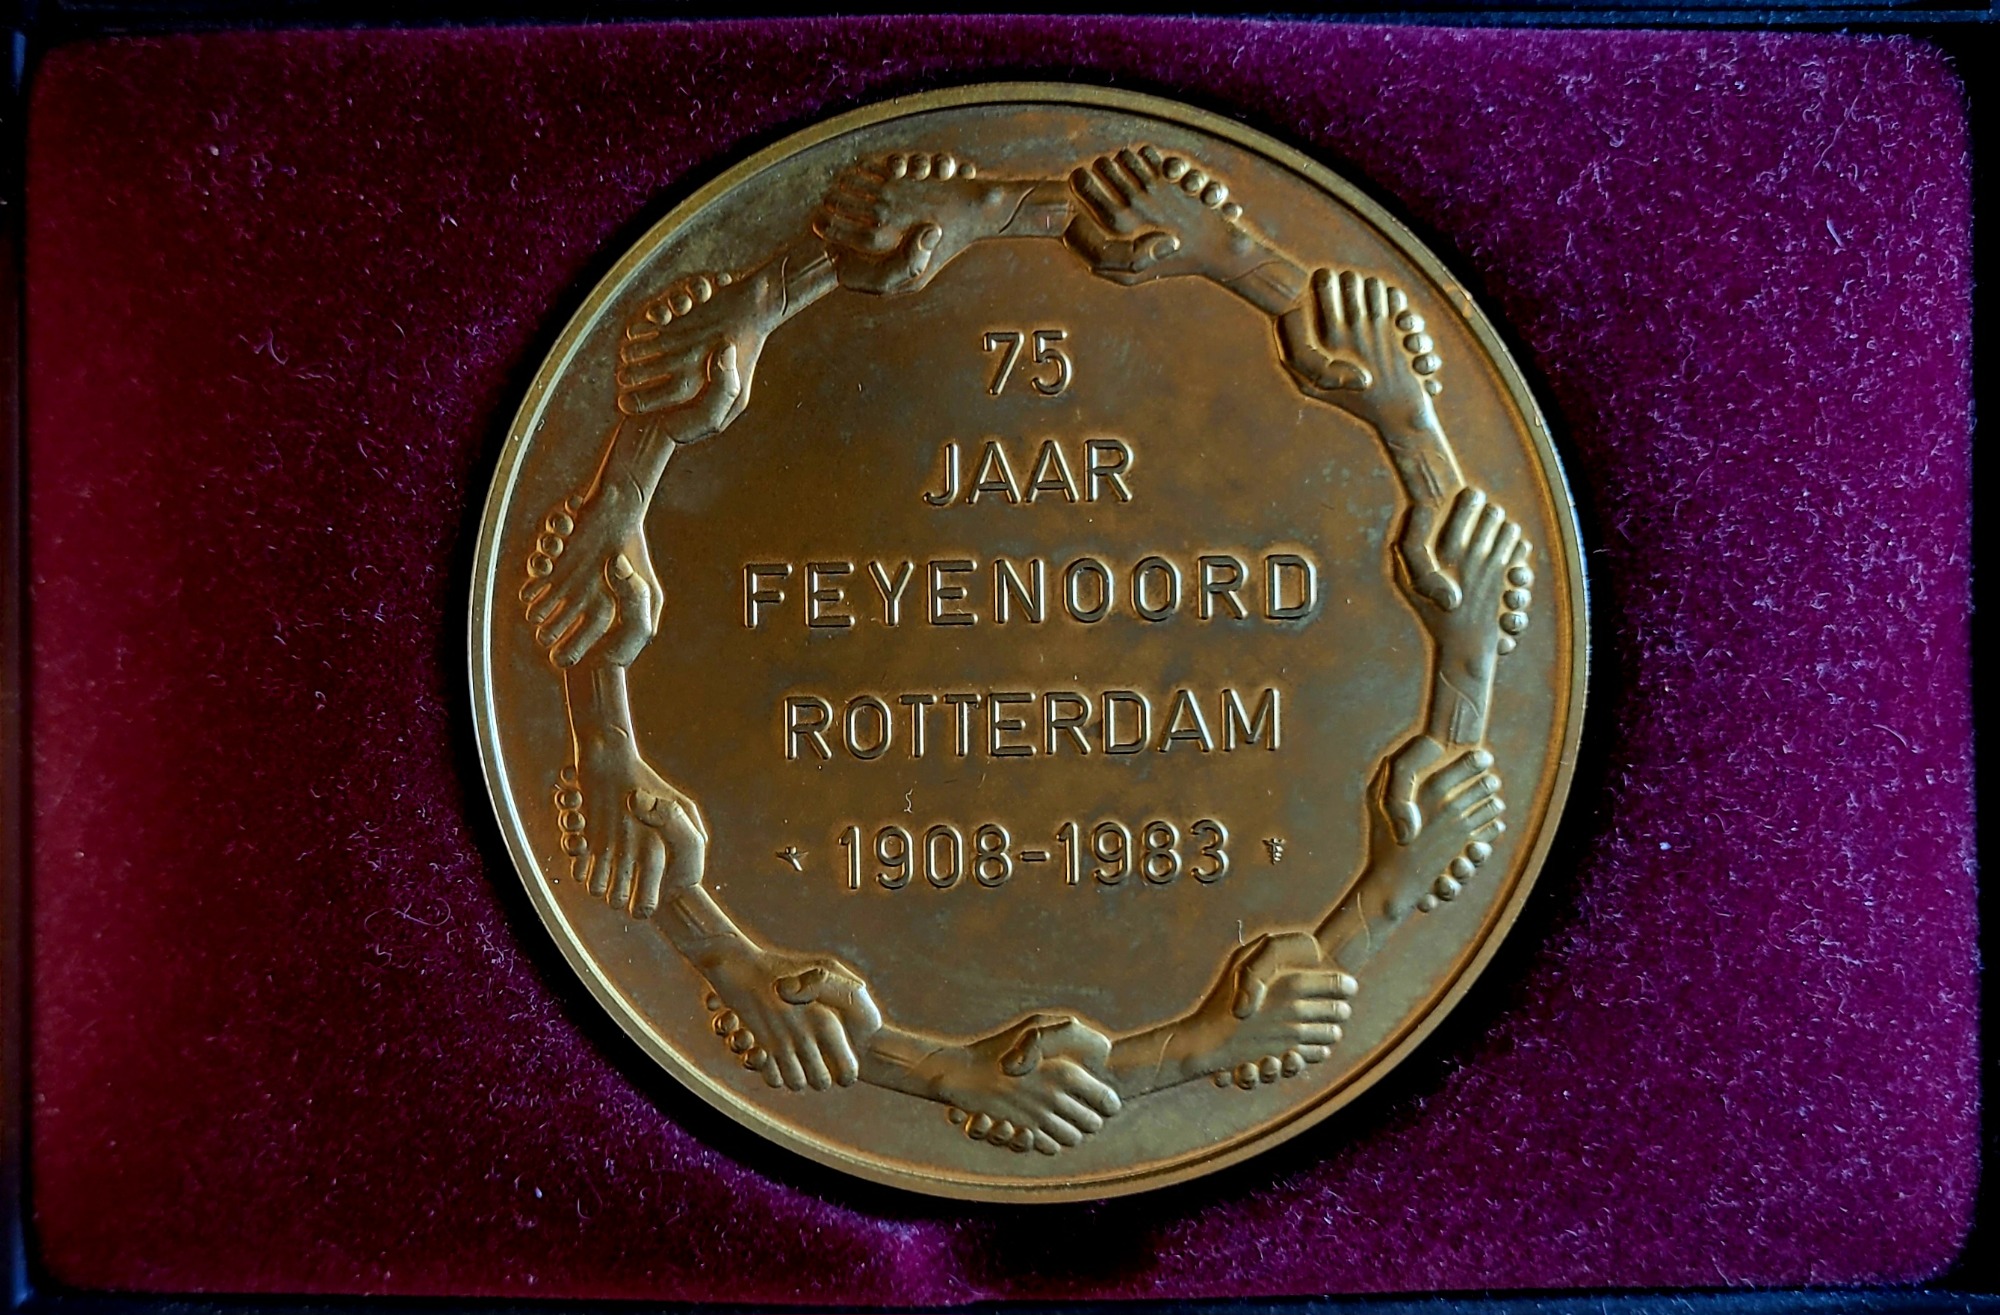 75
JAAR
FEYENOORD
ROTTERDAM
1908-1983